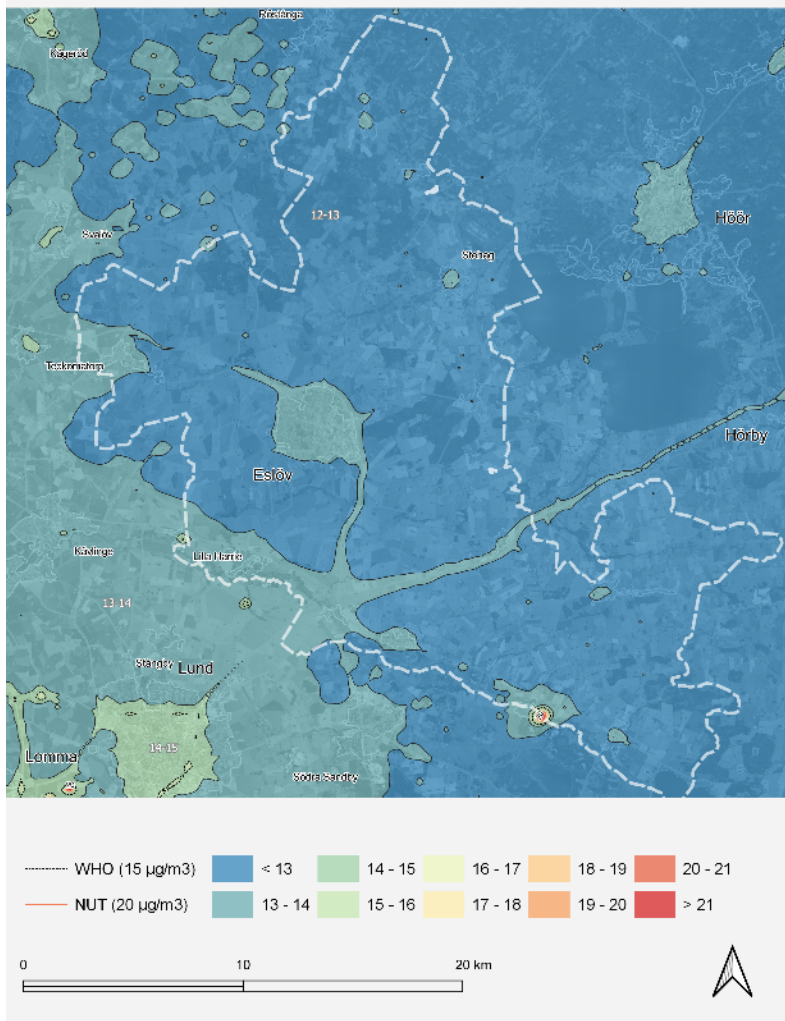 Röstånga
Kågeröd
12-13
Höör
Svalöv
Stehag
Teckomatorp
Hörby
Eslöv
Kävlinge
Lilla Harrie
13-14
Stångby
Lund
14-15
Lomma
Södra Sandby
WHO (15 µg/m3)
< 13
14 - 15
16 - 17
18 - 19
20 - 21
NUT (20 µg/m3)
13 - 14
15 - 16
17 - 18
19 - 20
> 21
0
10
20 km